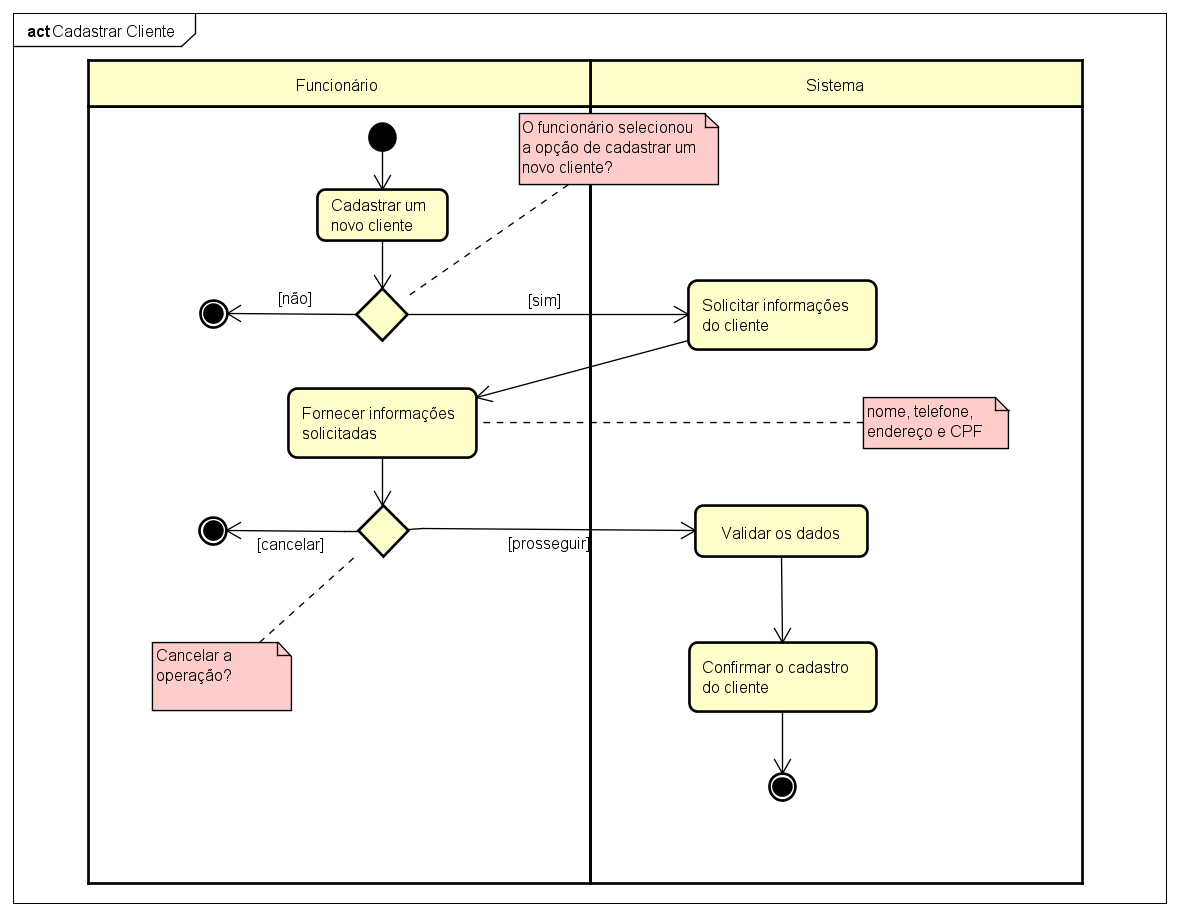 act Cadastrar Cliente
Funcionário
Sistema
O funcionário selecionou
a opção de cadastrar um
novo cliente?
Cadastrar um
novo cliente
[não]
[sim]
Solicitar informações
do cliente
Fornecer informações
solicitadas
nome, telefone,
endereço e CPF
[cancelar]
[prosseguir]
Validar os dados
Cancelar a
operação?
Confirmar o cadastro
do cliente